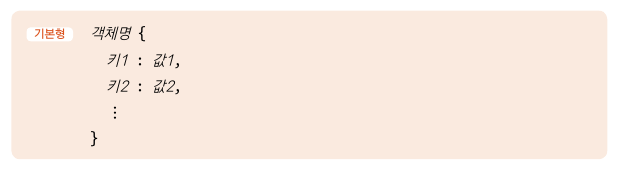 기본형 객체명 {
키1 : 값1,
키2 : 값2,
⋮
}